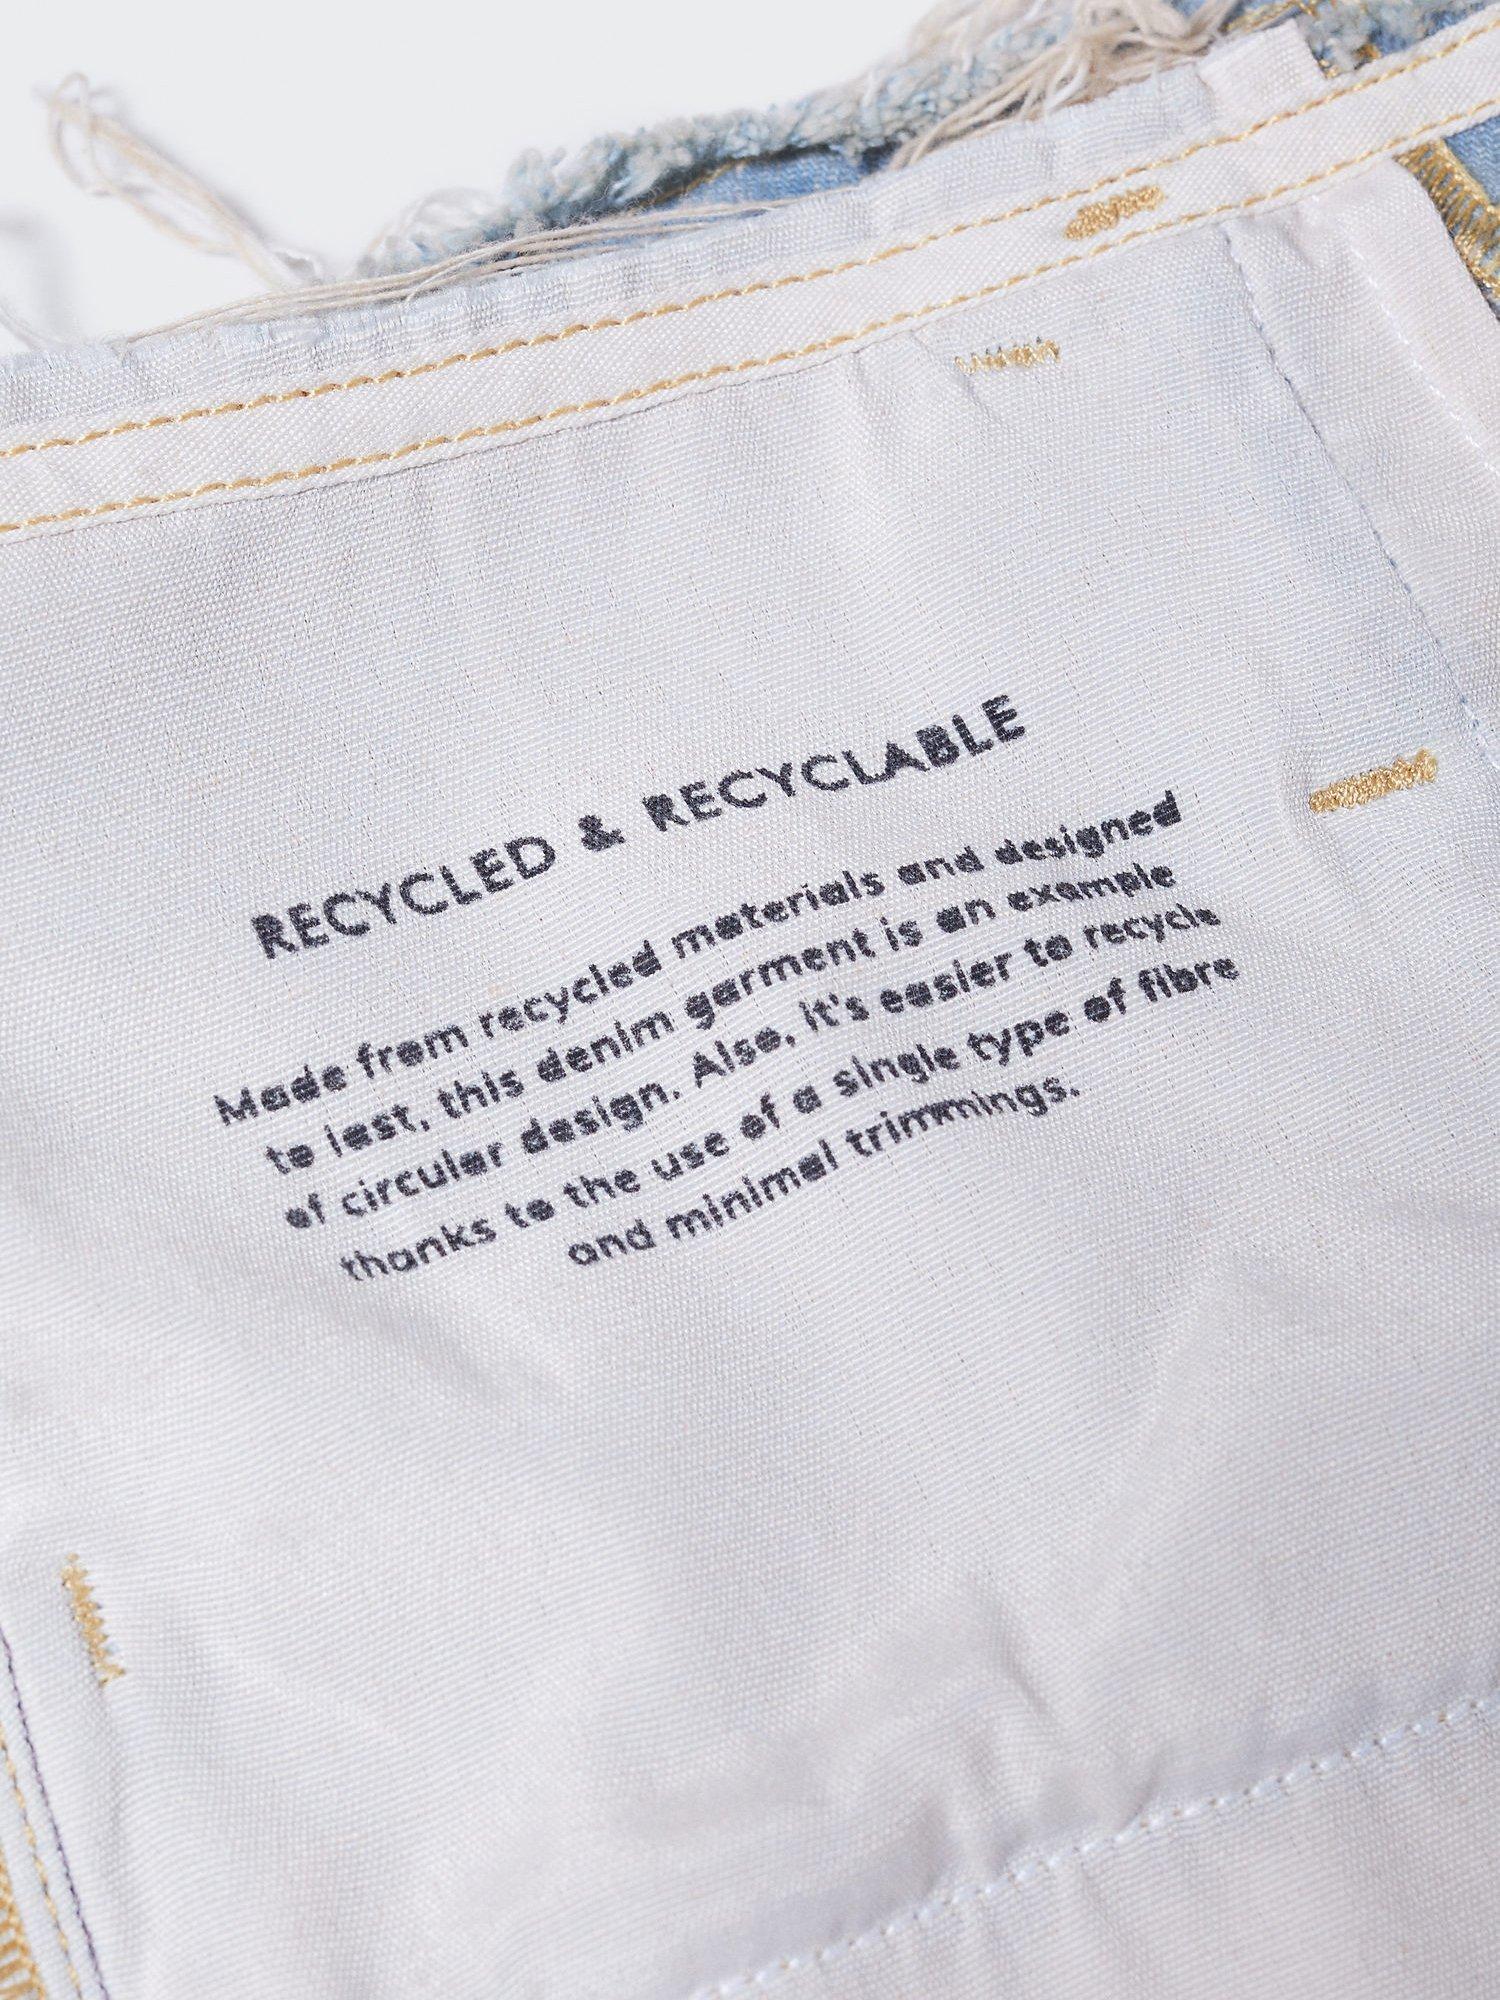 RECYCLED & RECYCLABLE
Made from recycled materials and designed
to last, this denim garment is an example
of circular design. Also, it's easier to recycle
thanks to the use of a single type of fibre
and minimal trimmings.